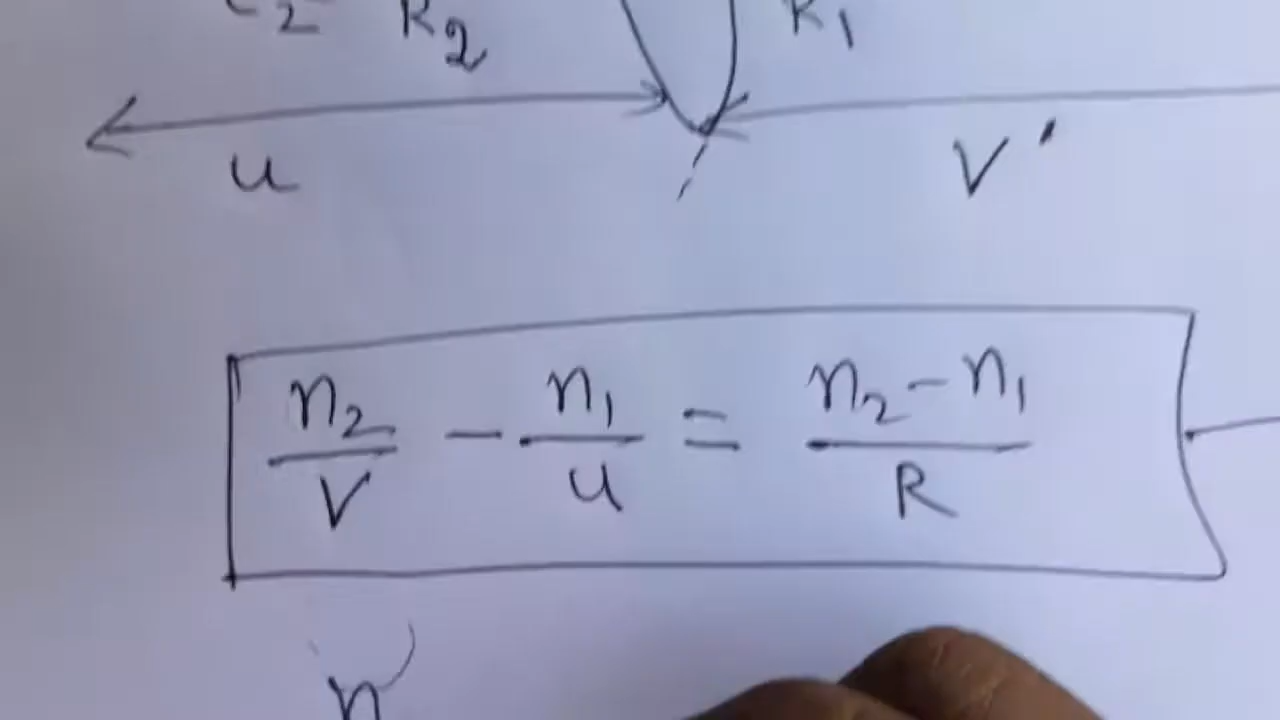 R₂ R₁
u V'
n₂/V - n₁/u = (n₂ - n₁)/R
n